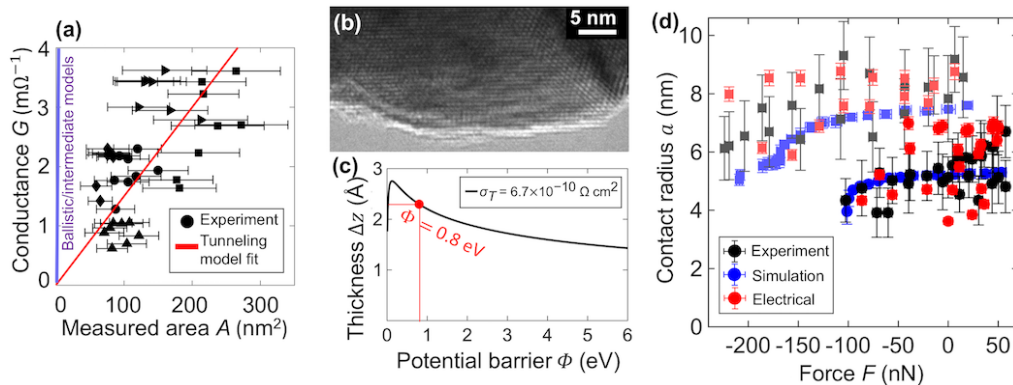 (a)
Conductance G (mΩ⁻¹)
4
3
2
1
0
Ballistic/intermediate models
Experiment
Tunneling
model fit
0 100 200 300
Measured area A (nm²)
(b)
5 nm
(c)
Thickness Δz (Å)
3
2
1
σT = 6.7×10⁻¹⁰ Ω cm²
Φ = 0.8 eV
0 1 2 3 4 5 6
Potential barrier Φ (eV)
(d)
Contact radius a (nm)
10
8
6
4
2
0
Experiment
Simulation
Electrical
-200 -150 -100 -50 0 50
Force F (nN)